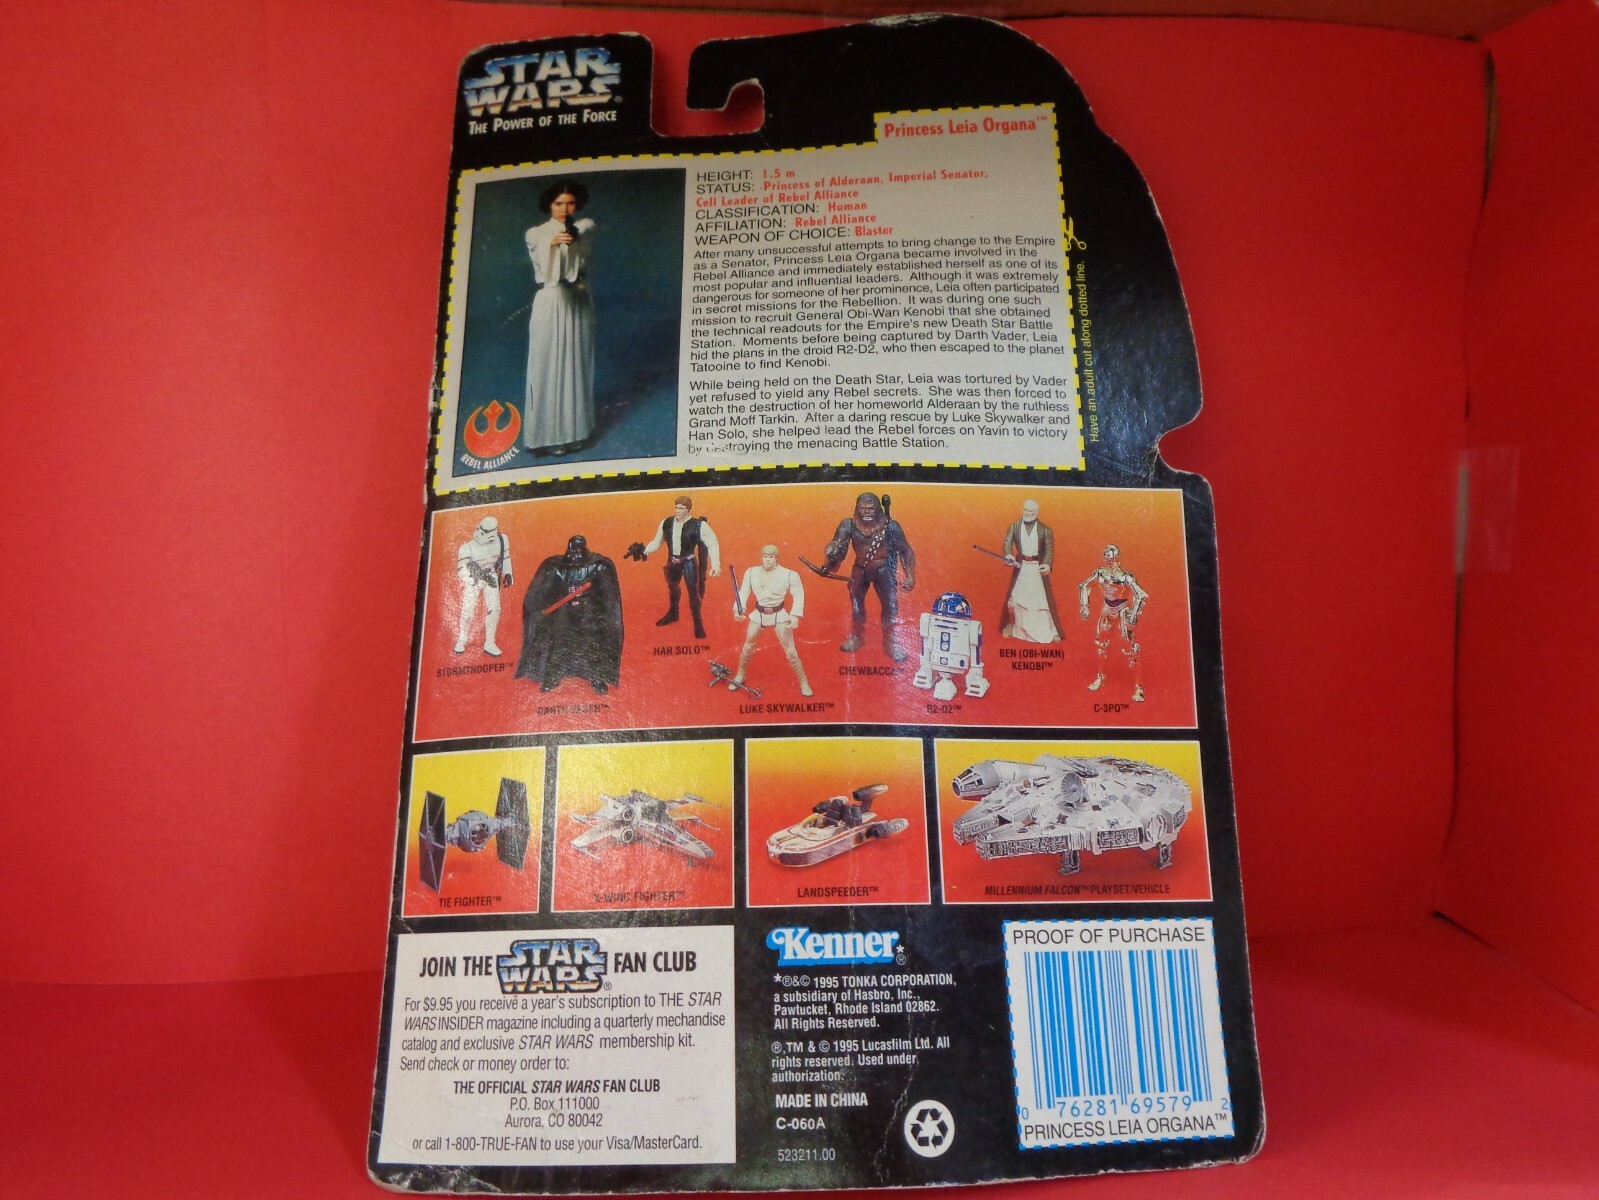 STAR
WARS®
THE POWER OF THE FORCE
Princess Leia Organa™
HEIGHT: 1.5 m
STATUS: Princess of Alderaan, Imperial Senator,
Cell Leader of Rebel Alliance
CLASSIFICATION: Human
AFFILIATION: Rebel Alliance
WEAPON OF CHOICE: Blaster
After many unsuccessful attempts to bring change to the Empire
as a Senator, Princess Leia Organa became involved in the
Rebel Alliance and immediately established herself as one of its
most popular and influential leaders. Although it was extremely
dangerous for someone of her prominence, Leia often participated
in secret missions for the Rebellion. It was during one such
mission to recruit General Obi-Wan Kenobi that she obtained
the technical readouts for the Empire's new Death Star Battle
Station. Moments before being captured by Darth Vader, Leia
hid the plans in the droid R2-D2, who then escaped to the planet
Tatooine to find Kenobi.
While being held on the Death Star, Leia was tortured by Vader
yet refused to yield any Rebel secrets. She was then forced to
watch the destruction of her homeworld Alderaan by the ruthless
Grand Moff Tarkin. After a daring rescue by Luke Skywalker and
Han Solo, she helped lead the Rebel forces on Yavin to victory
by destroying the menacing Battle Station.
REBEL ALLIANCE
Have an adult cut along dotted line.
STORMTROOPER™
DARTH VADER™
HAN SOLO™
LUKE SKYWALKER™
CHEWBACCA™
R2-D2™
BEN (OBI-WAN)
KENOBI™
C-3PO™
TIE FIGHTER™
X-WING FIGHTER™
LANDSPEEDER™
MILLENNIUM FALCON™ PLAYSET/VEHICLE
JOIN THE STAR WARS® FAN CLUB
For $9.95 you receive a year's subscription to THE STAR
WARS INSIDER magazine including a quarterly mechandise
catalog and exclusive STAR WARS membership kit.
Send check or money order to:
THE OFFICIAL STAR WARS FAN CLUB
P.O. Box 111000
Aurora, CO 80042
or call 1-800-TRUE-FAN to use your Visa/MasterCard.
Kenner*®
*®&© 1995 TONKA CORPORATION,
a subsidiary of Hasbro, Inc.,
Pawtucket, Rhode Island 02862.
All Rights Reserved.
®,TM & © 1995 Lucasfilm Ltd. All
rights reserved. Used under
authorization.
MADE IN CHINA
C-060A
523211.00
PROOF OF PURCHASE
0 76281 69579 2
PRINCESS LEIA ORGANA™